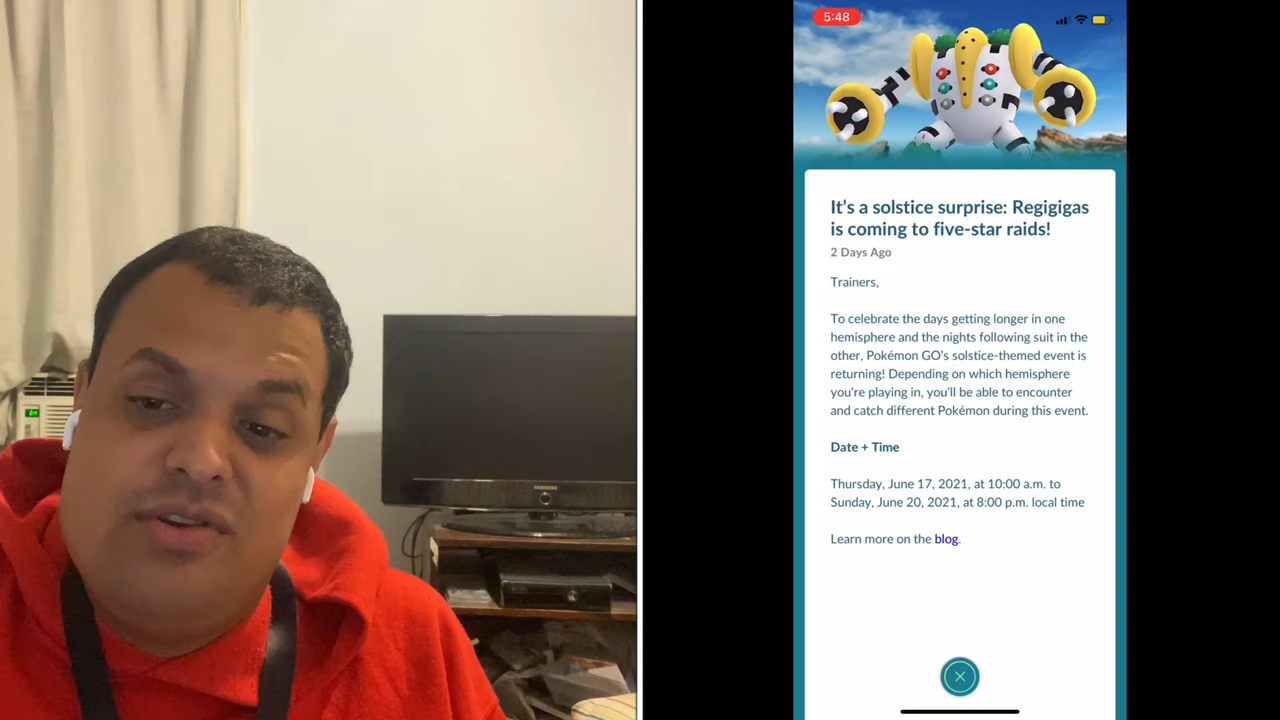 5:48
It's a solstice surprise: Regigigas
is coming to five-star raids!
2 Days Ago
Trainers,
To celebrate the days getting longer in one
hemisphere and the nights following suit in the
other, Pokémon GO's solstice-themed event is
returning! Depending on which hemisphere
you're playing in, you'll be able to encounter
and catch different Pokémon during this event.
Date + Time
Thursday, June 17, 2021, at 10:00 a.m. to
Sunday, June 20, 2021, at 8:00 p.m. local time
Learn more on the blog.
SAMSUNG